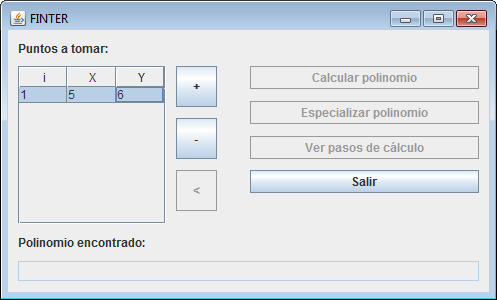 FINTER
Puntos a tomar:
i X Y
1 5 6
+
-
<
Calcular polinomio
Especializar polinomio
Ver pasos de cálculo
Salir
Polinomio encontrado: